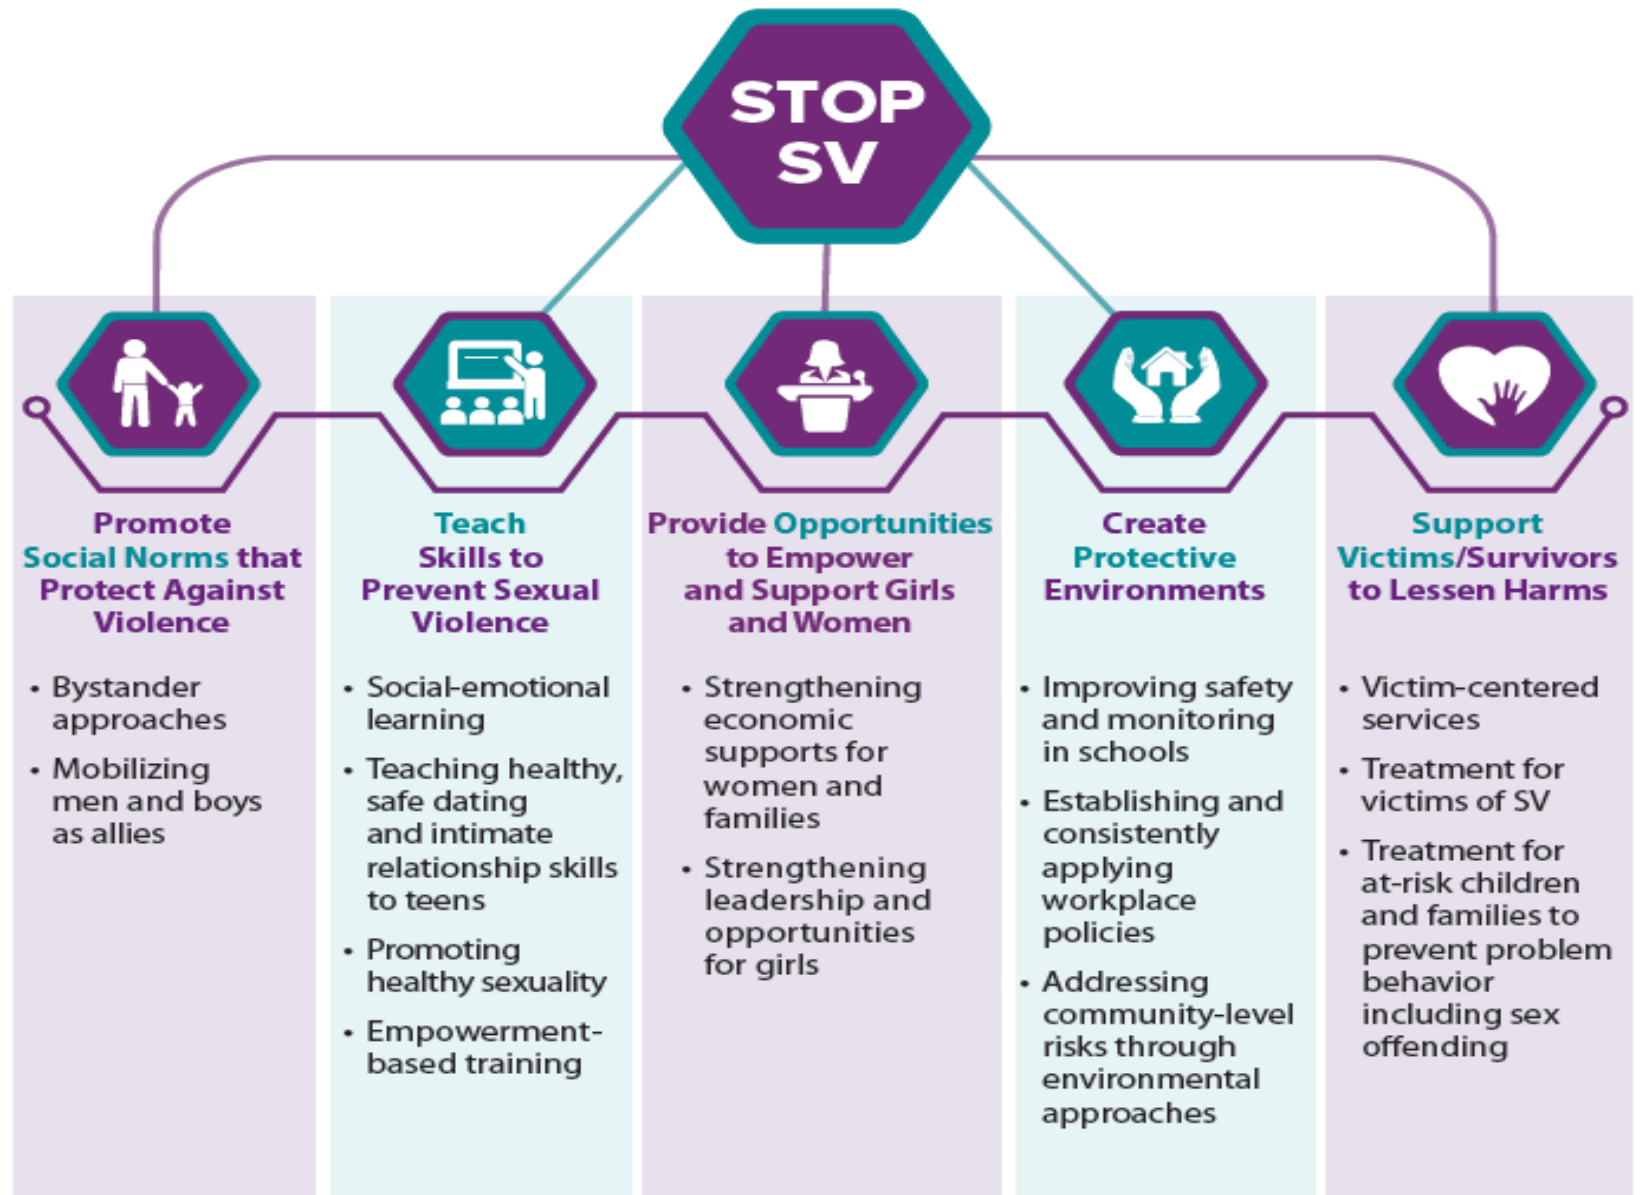 STOP
SV
Promote
Social Norms that
Protect Against
Violence
• Bystander
approaches
• Mobilizing
men and boys
as allies
Teach
Skills to
Prevent Sexual
Violence
• Social-emotional
learning
• Teaching healthy,
safe dating
and intimate
relationship skills
to teens
• Promoting
healthy sexuality
• Empowerment-
based training
Provide Opportunities
to Empower
and Support Girls
and Women
• Strengthening
economic
supports for
women and
families
• Strengthening
leadership and
opportunities
for girls
Create
Protective
Environments
• Improving safety
and monitoring
in schools
• Establishing and
consistently
applying
workplace
policies
• Addressing
community-level
risks through
environmental
approaches
Support
Victims/Survivors
to Lessen Harms
• Victim-centered
services
• Treatment for
victims of SV
• Treatment for
at-risk children
and families to
prevent problem
behavior
including sex
offending